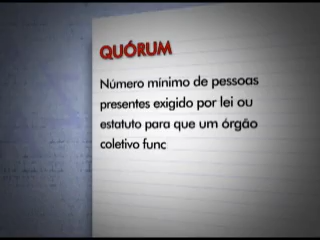 QUÓRUM
Número mínimo de pessoas
presentes exigido por lei ou
estatuto para que um órgão
coletivo func